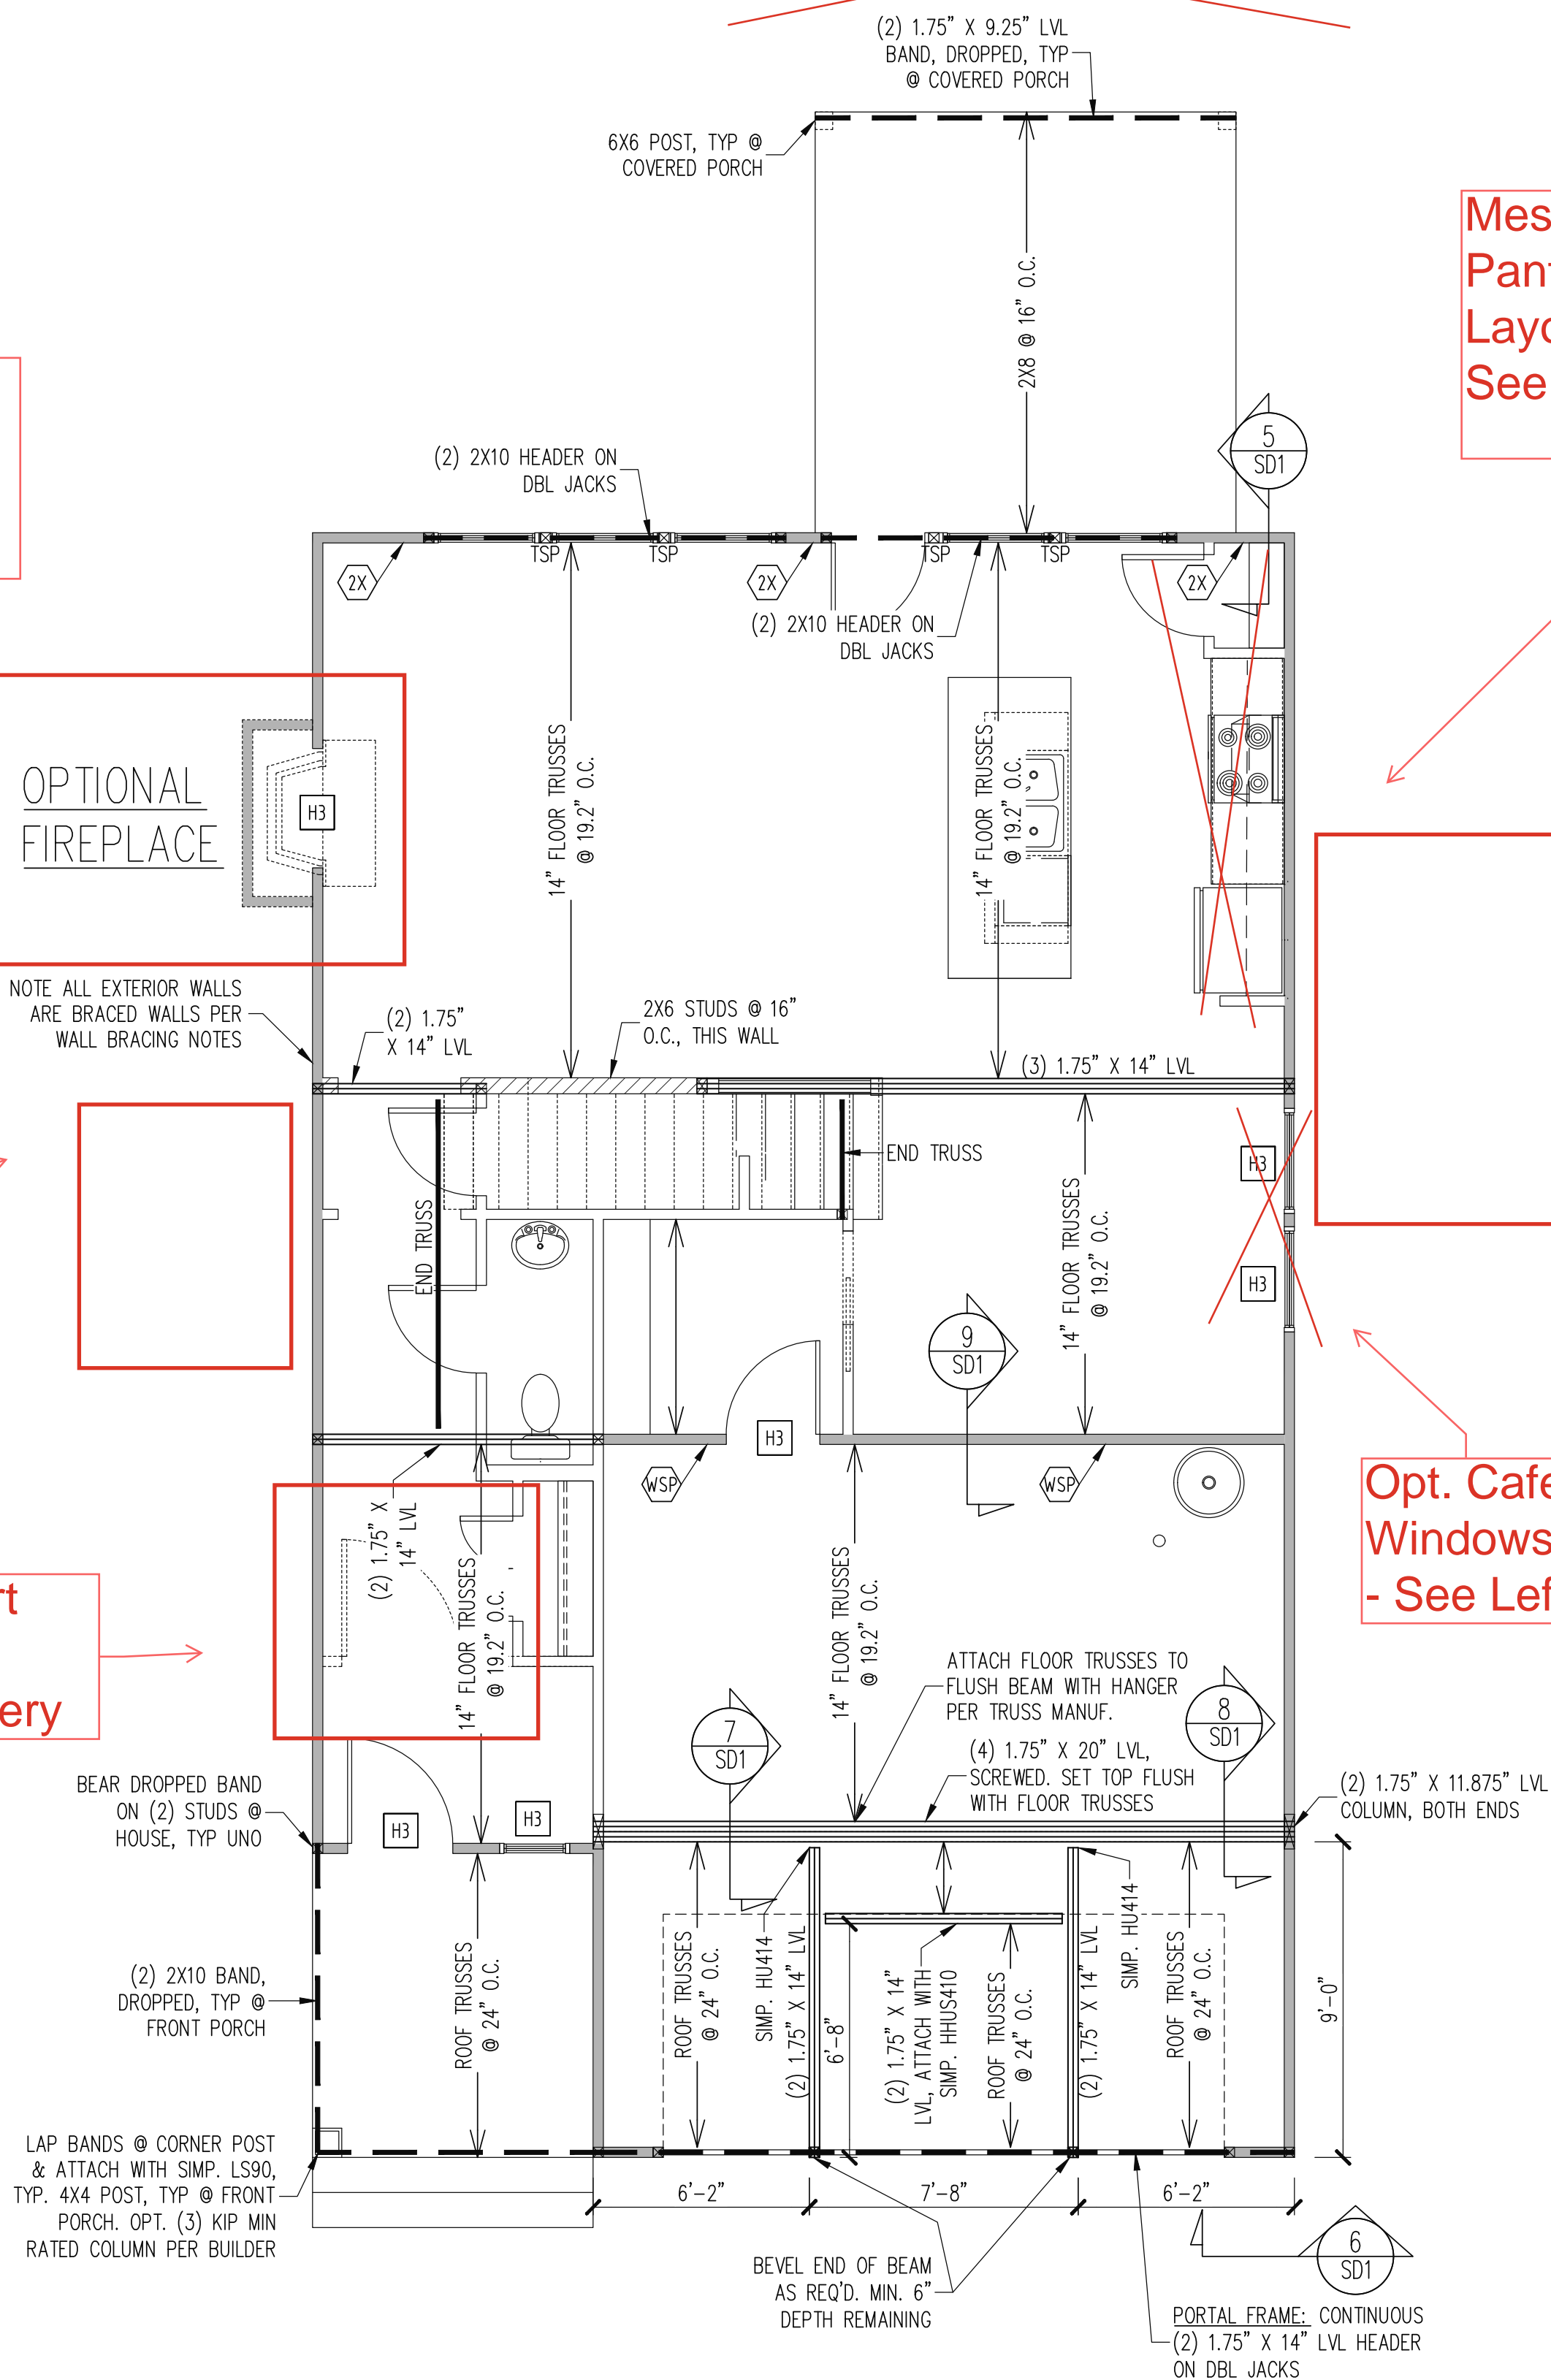 (2) 1.75” X 9.25” LVL
BAND, DROPPED, TYP
@ COVERED PORCH
6X6 POST, TYP @
COVERED PORCH
2X8 @ 16” O.C.
Mes
Pant
Layo
See
5
SD1
(2) 2X10 HEADER ON
DBL JACKS
TSP
TSP
TSP
TSP
2X
2X
2X
(2) 2X10 HEADER ON
DBL JACKS
14” FLOOR TRUSSES
@ 19.2” O.C.
14” FLOOR TRUSSES
@ 19.2” O.C.
OPTIONAL
FIREPLACE
H3
NOTE ALL EXTERIOR WALLS
ARE BRACED WALLS PER
WALL BRACING NOTES
(2) 1.75”
X 14” LVL
2X6 STUDS @ 16”
O.C., THIS WALL
(3) 1.75” X 14” LVL
END TRUSS
END TRUSS
14” FLOOR TRUSSES
@ 19.2” O.C.
H3
H3
9
SD1
H3
WSP
WSP
Opt. Cafe
Windows
- See Lef
(2) 1.75” X
14” LVL
14” FLOOR TRUSSES
@ 19.2” O.C.
14” FLOOR TRUSSES
@ 19.2” O.C.
rt
ery
ATTACH FLOOR TRUSSES TO
FLUSH BEAM WITH HANGER
PER TRUSS MANUF.
7
SD1
8
SD1
(4) 1.75” X 20” LVL,
SCREWED. SET TOP FLUSH
WITH FLOOR TRUSSES
(2) 1.75” X 11.875” LVL
COLUMN, BOTH ENDS
BEAR DROPPED BAND
ON (2) STUDS @
HOUSE, TYP UNO
H3
H3
(2) 2X10 BAND,
DROPPED, TYP @
FRONT PORCH
ROOF TRUSSES
@ 24” O.C.
ROOF TRUSSES
@ 24” O.C.
SIMP. HU414
(2) 1.75” X 14” LVL
6’-8”
(2) 1.75” X 14”
LVL, ATTACH WITH
SIMP. HHUS410
ROOF TRUSSES
@ 24” O.C.
(2) 1.75” X 14” LVL
SIMP. HU414
ROOF TRUSSES
@ 24” O.C.
9’-0”
LAP BANDS @ CORNER POST
& ATTACH WITH SIMP. LS90,
TYP. 4X4 POST, TYP @ FRONT
PORCH. OPT. (3) KIP MIN
RATED COLUMN PER BUILDER
6’-2”
7’-8”
6’-2”
6
SD1
BEVEL END OF BEAM
AS REQ’D. MIN. 6”
DEPTH REMAINING
PORTAL FRAME: CONTINUOUS
(2) 1.75” X 14” LVL HEADER
ON DBL JACKS